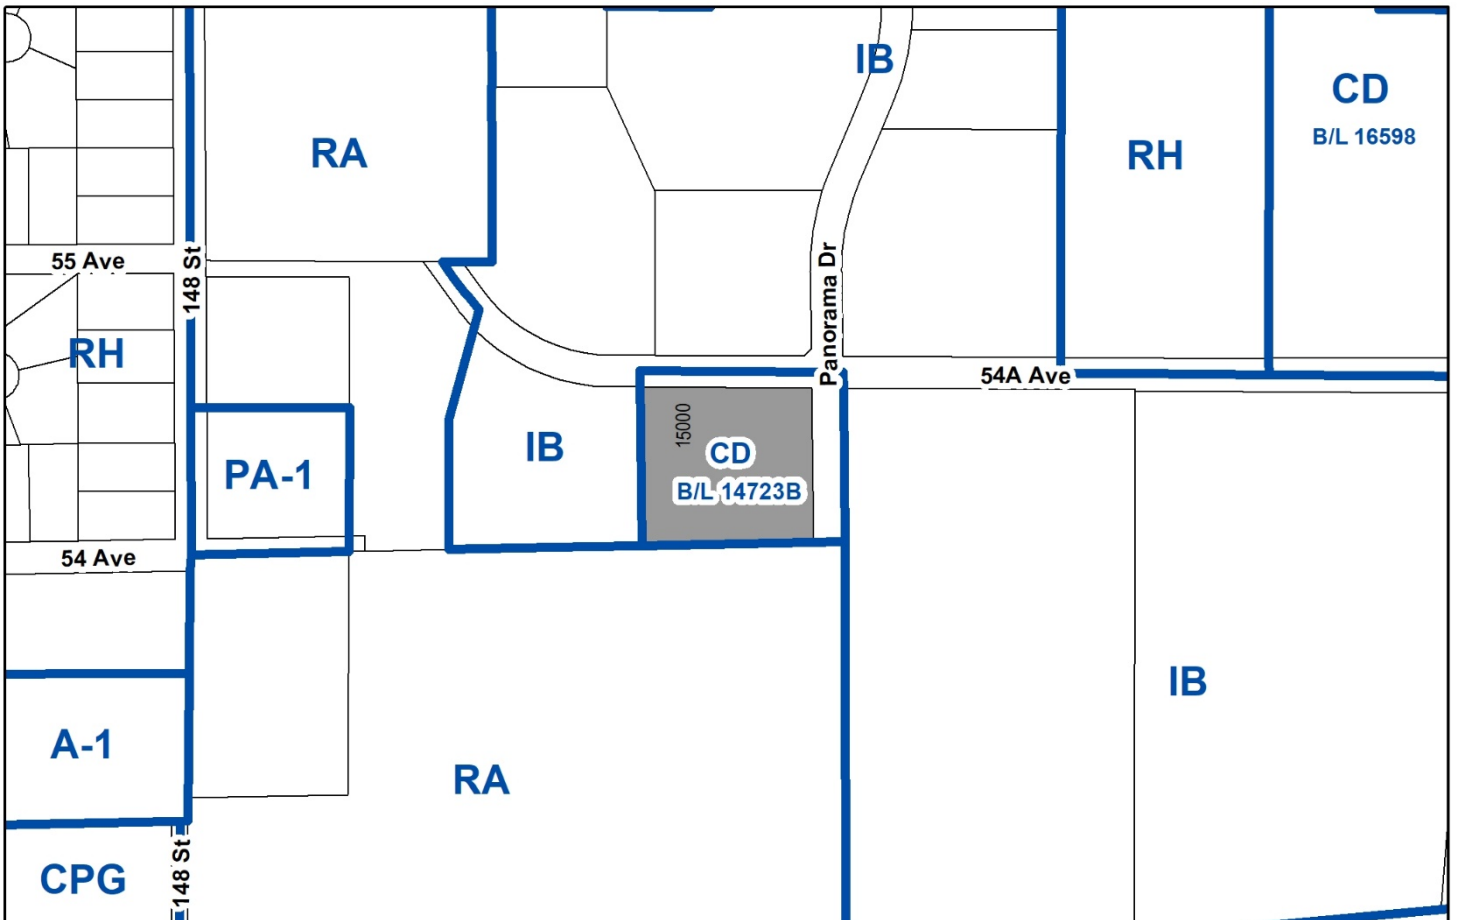 IB
CD
B/L 16598
RA
RH
55 Ave
148 St
Panorama Dr
RH
54A Ave
15000
CD
B/L 14723B
IB
PA-1
54 Ave
IB
A-1
RA
CPG
148 St